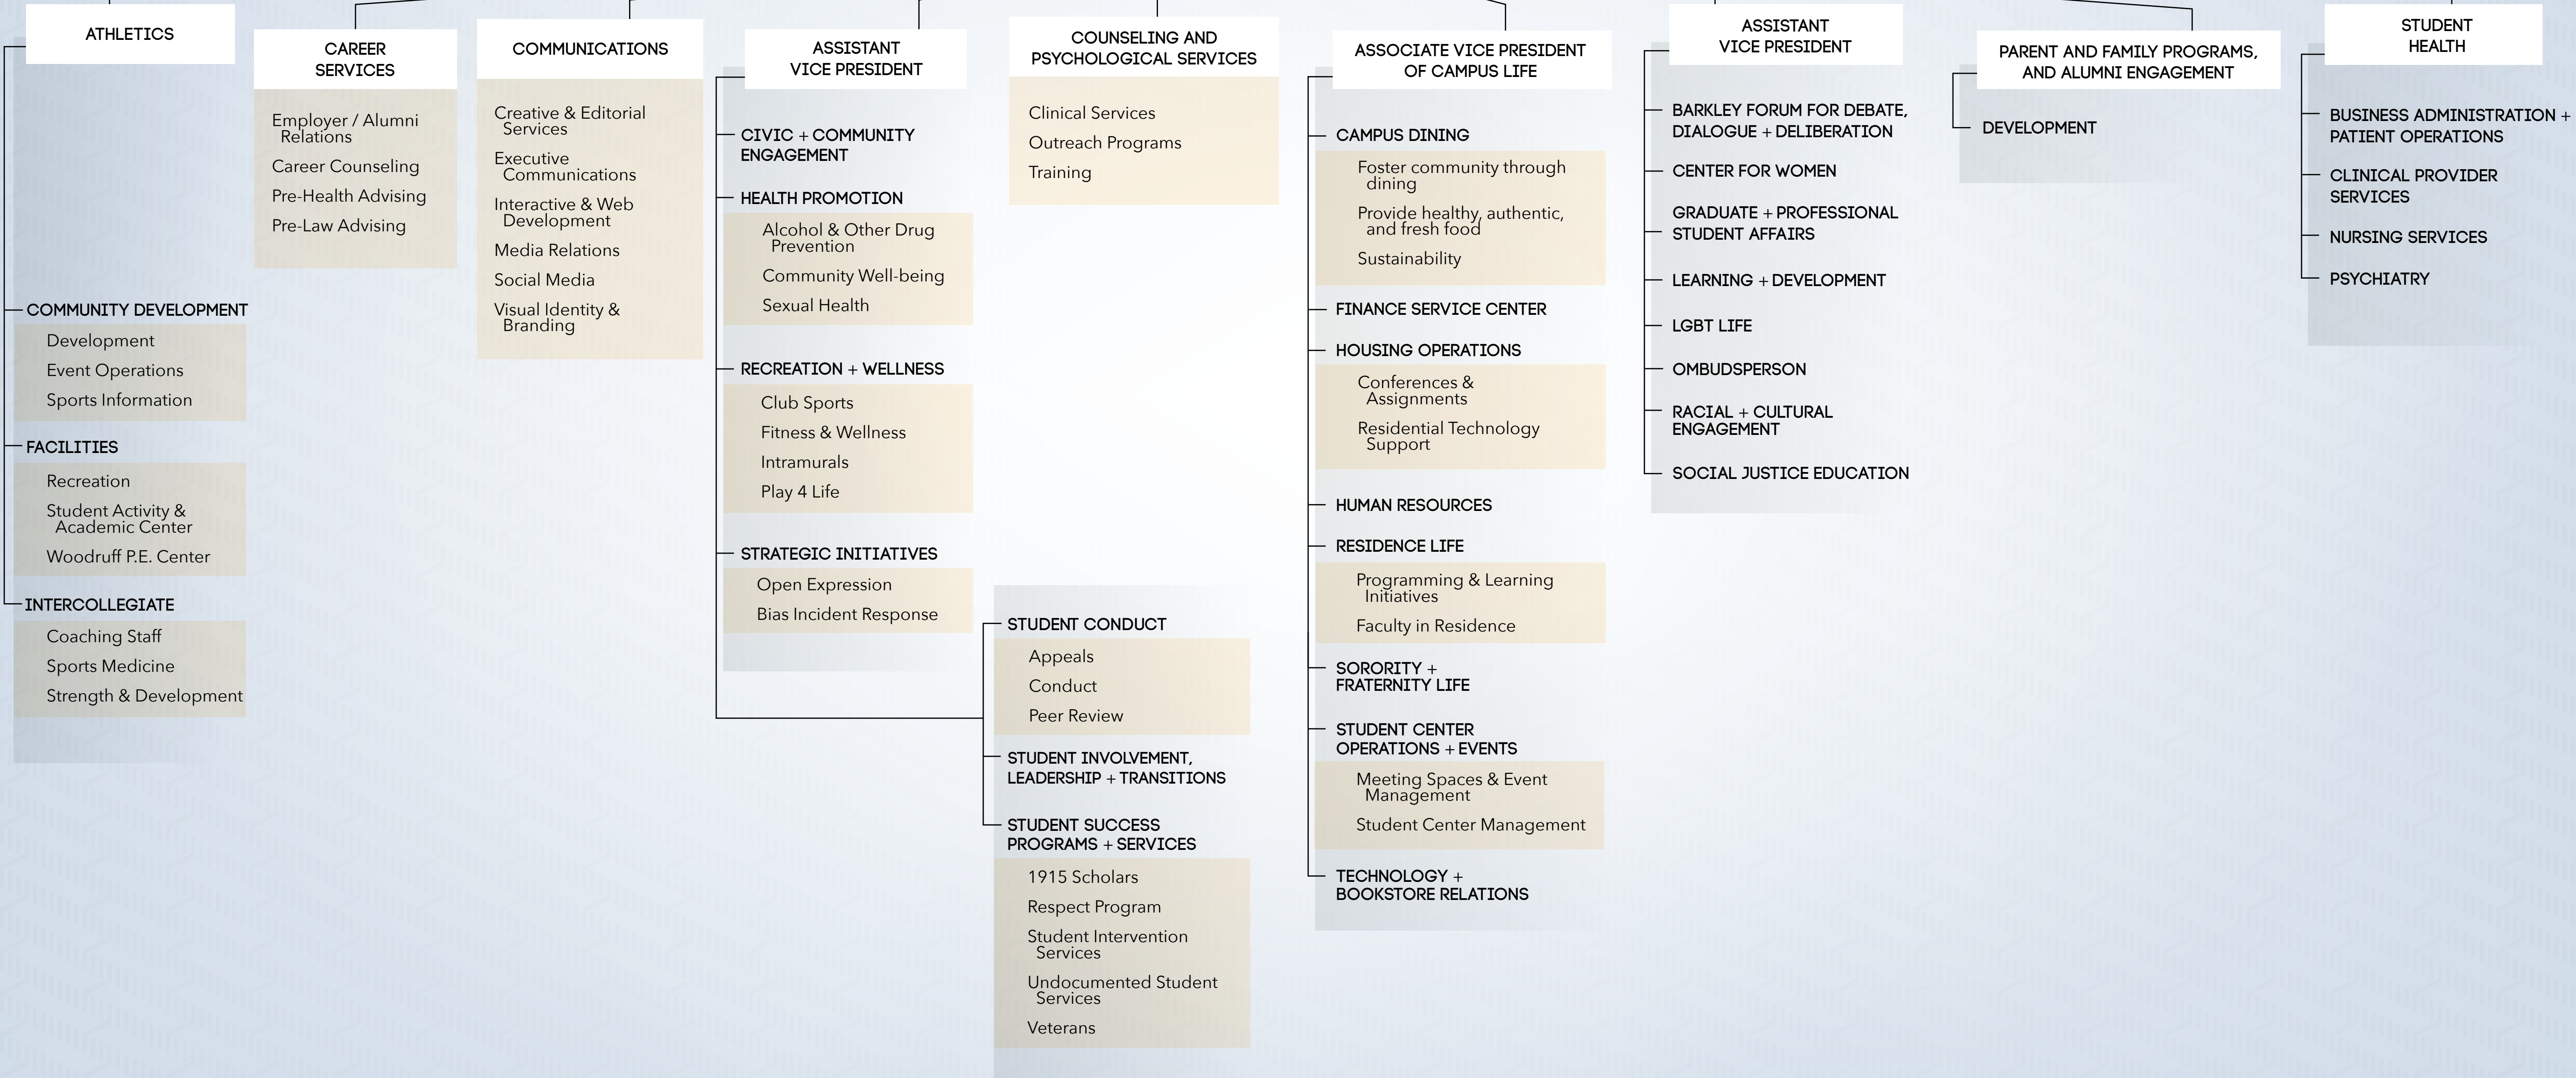 ATHLETICS
COMMUNITY DEVELOPMENT
Development
Event Operations
Sports Information
FACILITIES
Recreation
Student Activity &
Academic Center
Woodruff P.E. Center
INTERCOLLEGIATE
Coaching Staff
Sports Medicine
Strength & Development
CAREER
SERVICES
Employer / Alumni
Relations
Career Counseling
Pre-Health Advising
Pre-Law Advising
COMMUNICATIONS
Creative & Editorial
Services
Executive
Communications
Interactive & Web
Development
Media Relations
Social Media
Visual Identity &
Branding
ASSISTANT
VICE PRESIDENT
CIVIC + COMMUNITY
ENGAGEMENT
HEALTH PROMOTION
Alcohol & Other Drug
Prevention
Community Well-being
Sexual Health
RECREATION + WELLNESS
Club Sports
Fitness & Wellness
Intramurals
Play 4 Life
STRATEGIC INITIATIVES
Open Expression
Bias Incident Response
STUDENT CONDUCT
Appeals
Conduct
Peer Review
STUDENT INVOLVEMENT,
LEADERSHIP + TRANSITIONS
STUDENT SUCCESS
PROGRAMS + SERVICES
1915 Scholars
Respect Program
Student Intervention
Services
Undocumented Student
Services
Veterans
COUNSELING AND
PSYCHOLOGICAL SERVICES
Clinical Services
Outreach Programs
Training
ASSOCIATE VICE PRESIDENT
OF CAMPUS LIFE
CAMPUS DINING
Foster community through
dining
Provide healthy, authentic,
and fresh food
Sustainability
FINANCE SERVICE CENTER
HOUSING OPERATIONS
Conferences &
Assignments
Residential Technology
Support
HUMAN RESOURCES
RESIDENCE LIFE
Programming & Learning
Initiatives
Faculty in Residence
SORORITY +
FRATERNITY LIFE
STUDENT CENTER
OPERATIONS + EVENTS
Meeting Spaces & Event
Management
Student Center Management
TECHNOLOGY +
BOOKSTORE RELATIONS
ASSISTANT
VICE PRESIDENT
BARKLEY FORUM FOR DEBATE,
DIALOGUE + DELIBERATION
CENTER FOR WOMEN
GRADUATE + PROFESSIONAL
STUDENT AFFAIRS
LEARNING + DEVELOPMENT
LGBT LIFE
OMBUDSPERSON
RACIAL + CULTURAL
ENGAGEMENT
SOCIAL JUSTICE EDUCATION
PARENT AND FAMILY PROGRAMS,
AND ALUMNI ENGAGEMENT
DEVELOPMENT
STUDENT
HEALTH
BUSINESS ADMINISTRATION +
PATIENT OPERATIONS
CLINICAL PROVIDER
SERVICES
NURSING SERVICES
PSYCHIATRY